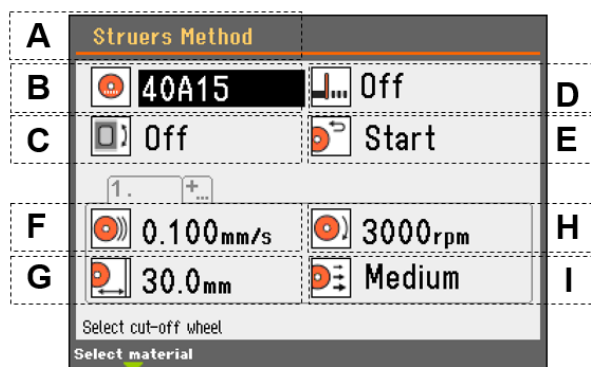 A Struers Method
B 40A15 Off D
C Off Start E
1. +...
F 0.100mm/s 3000rpm H
G 30.0mm Medium I
Select cut-off wheel
Select material